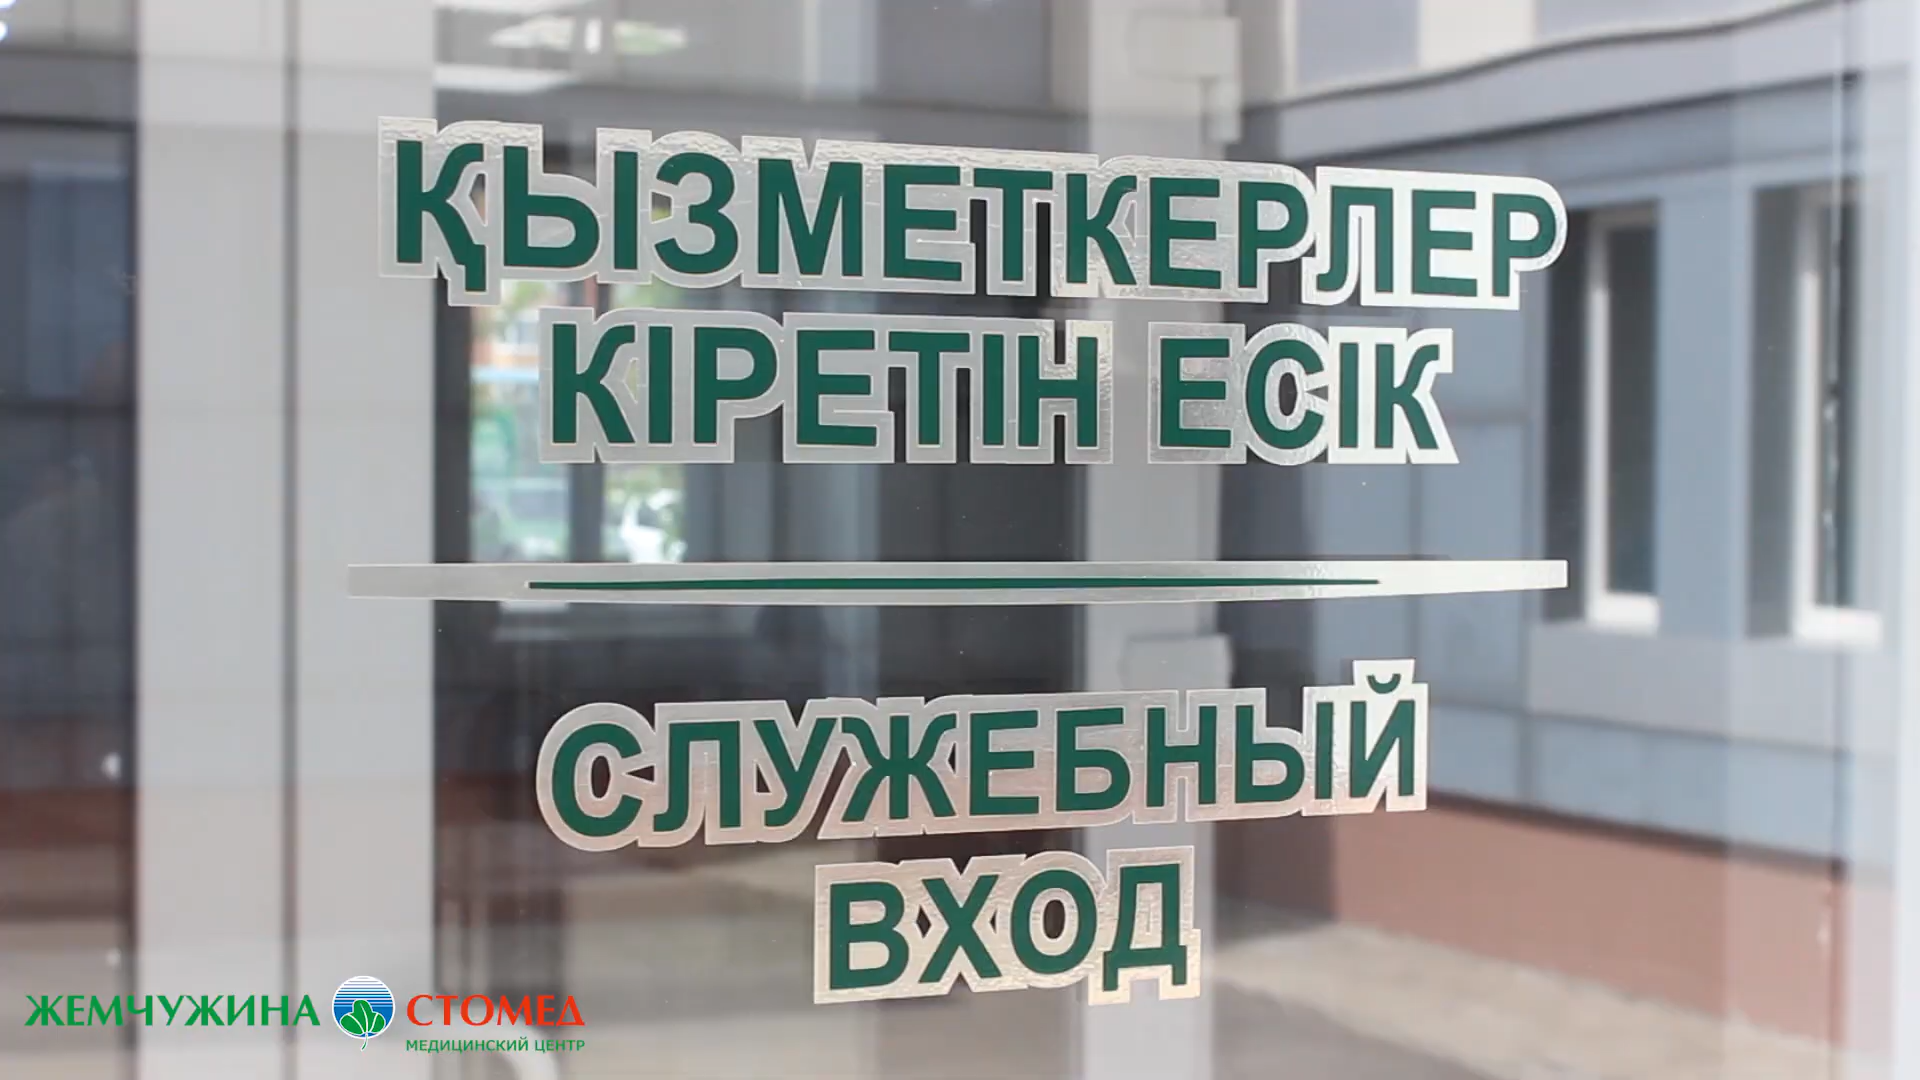 ҚЫЗМЕТКЕРЛЕР
КІРЕТІН ЕСІК
СЛУЖЕБНЫЙ
ВХОД
ЖЕМЧУЖИНА СТОМЕД
МЕДИЦИНСКИЙ ЦЕНТР